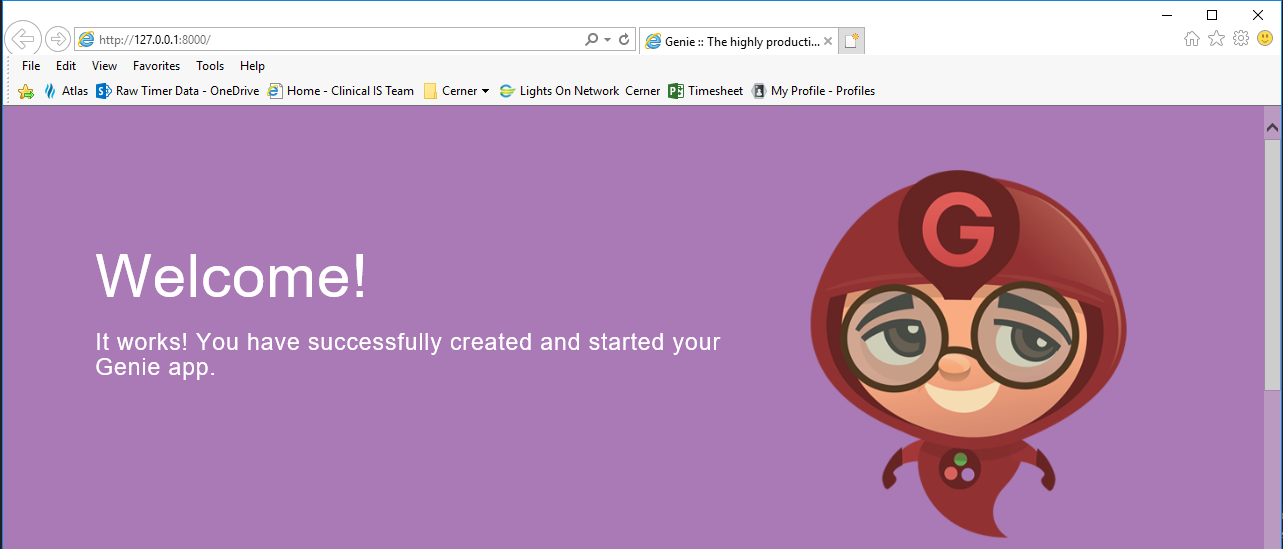 http://127.0.0.1:8000/
Genie :: The highly producti...
File Edit View Favorites Tools Help
Atlas Raw Timer Data - OneDrive Home - Clinical IS Team Cerner Lights On Network Cerner Timesheet My Profile - Profiles
G
Welcome!
It works! You have successfully created and started your
Genie app.